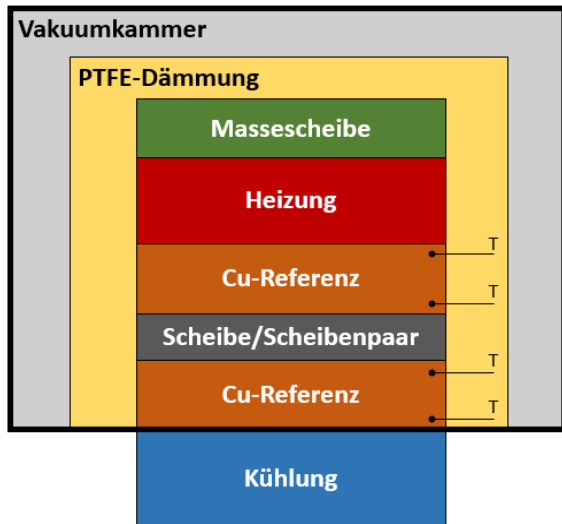 Vakuumkammer
PTFE-Dämmung
Massescheibe
Heizung
T
Cu-Referenz
T
Scheibe/Scheibenpaar
T
Cu-Referenz
T
Kühlung